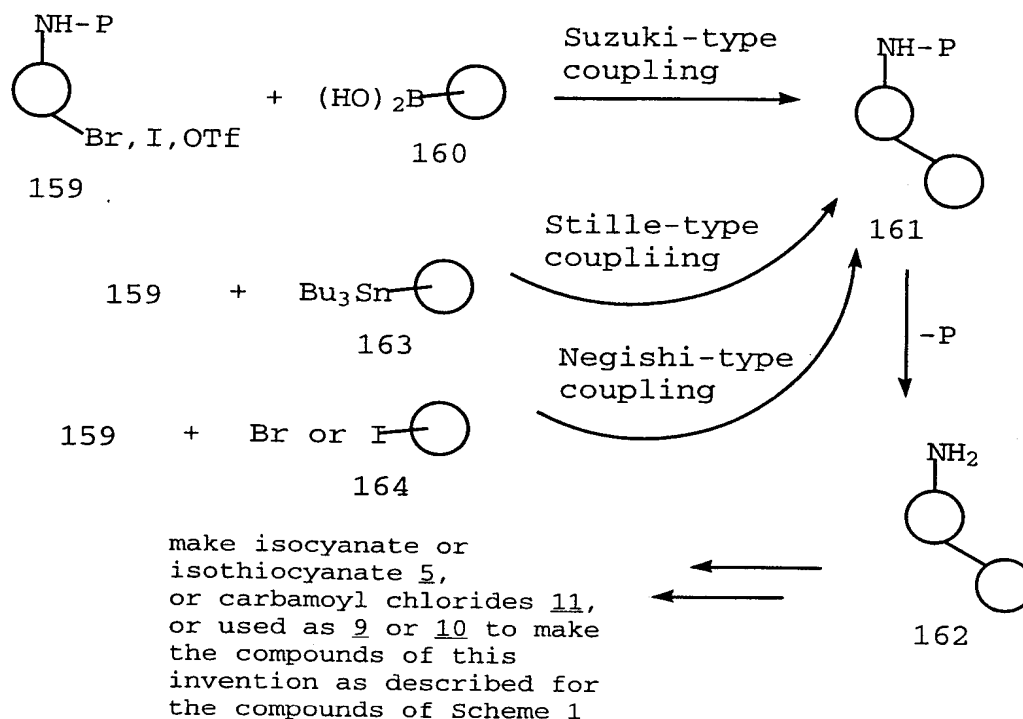 NH-P
Br, I, OTf
159
+
(HO)2B
160
Suzuki-type
coupling
NH-P
161
159
+
Bu3Sn
163
Stille-type
coupliing
159
+
Br or I
164
Negishi-type
coupling
-P
NH2
162
make isocyanate or
isothiocyanate 5,
or carbamoyl chlorides 11,
or used as 9 or 10 to make
the compounds of this
invention as described for
the compounds of Scheme 1